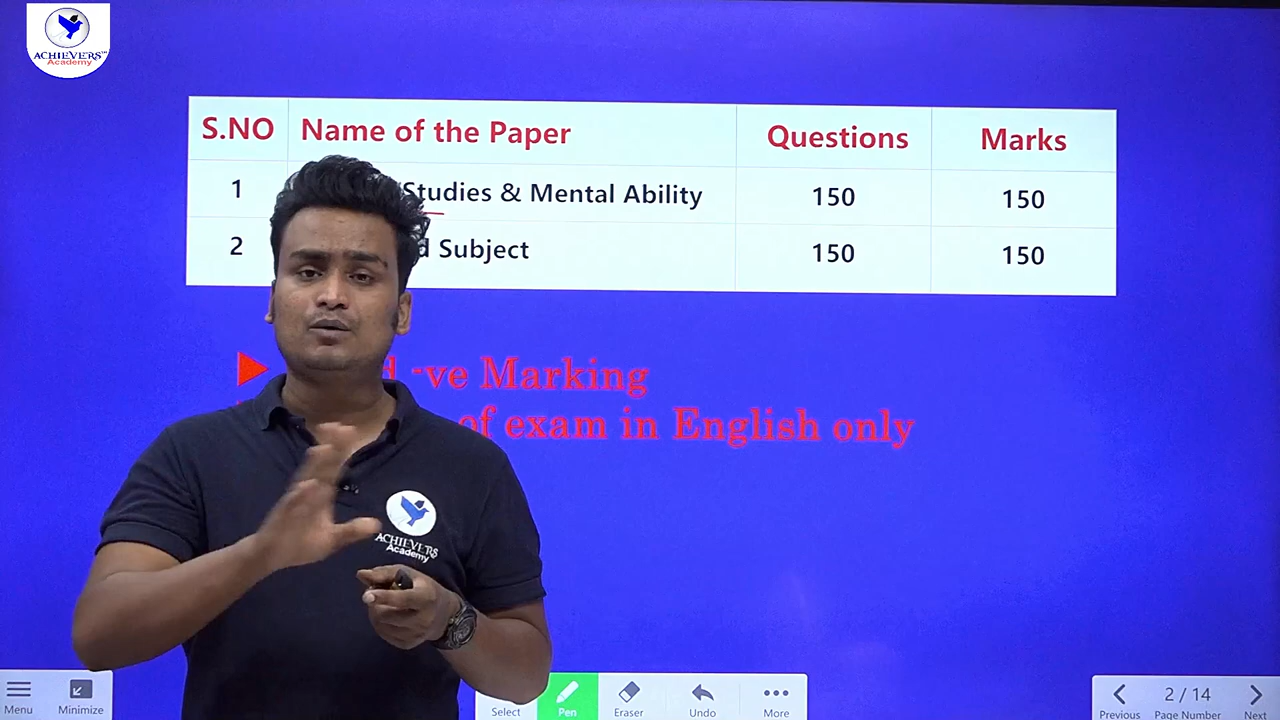 ACHIEVERS
Academy
S.NO Name of the Paper Questions Marks
1 Studies & Mental Ability 150 150
2 Subject 150 150
-ve Marking
of exam in English only
ACHIEVERS
Academy
Menu Minimize Select Pen Eraser Undo More Previous 2 / 14 Page Number Next